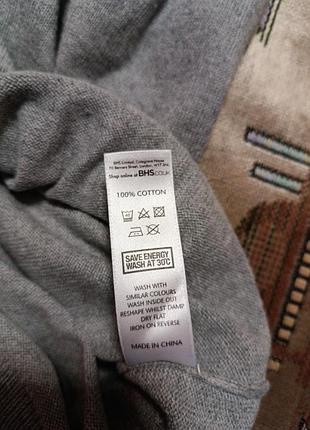 BHS Limited, Colegrave House
70 Berners Street, London, W1T 3NL
Shop online at BHS.CO.UK
100% COTTON
SAVE ENERGY
WASH AT 30°C
WASH WITH
SIMILAR COLOURS
WASH INSIDE OUT
RESHAPE WHILST DAMP
DRY FLAT
IRON ON REVERSE
MADE IN CHINA